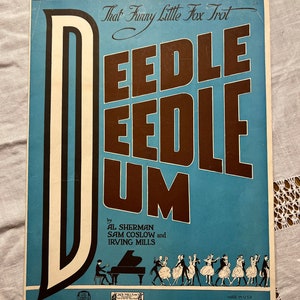 That Funny Little Fox Trot
DEEDLE
DEEDLE
DUM
by
AL SHERMAN
SAM COSLOW and
IRVING MILLS